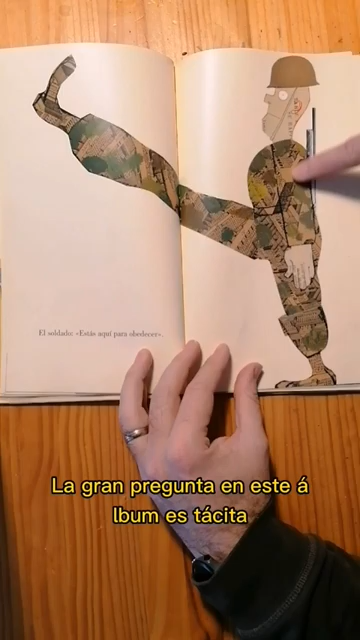 El soldado: «Estás aquí para obedecer».
La gran pregunta en este á
lbum es tácita